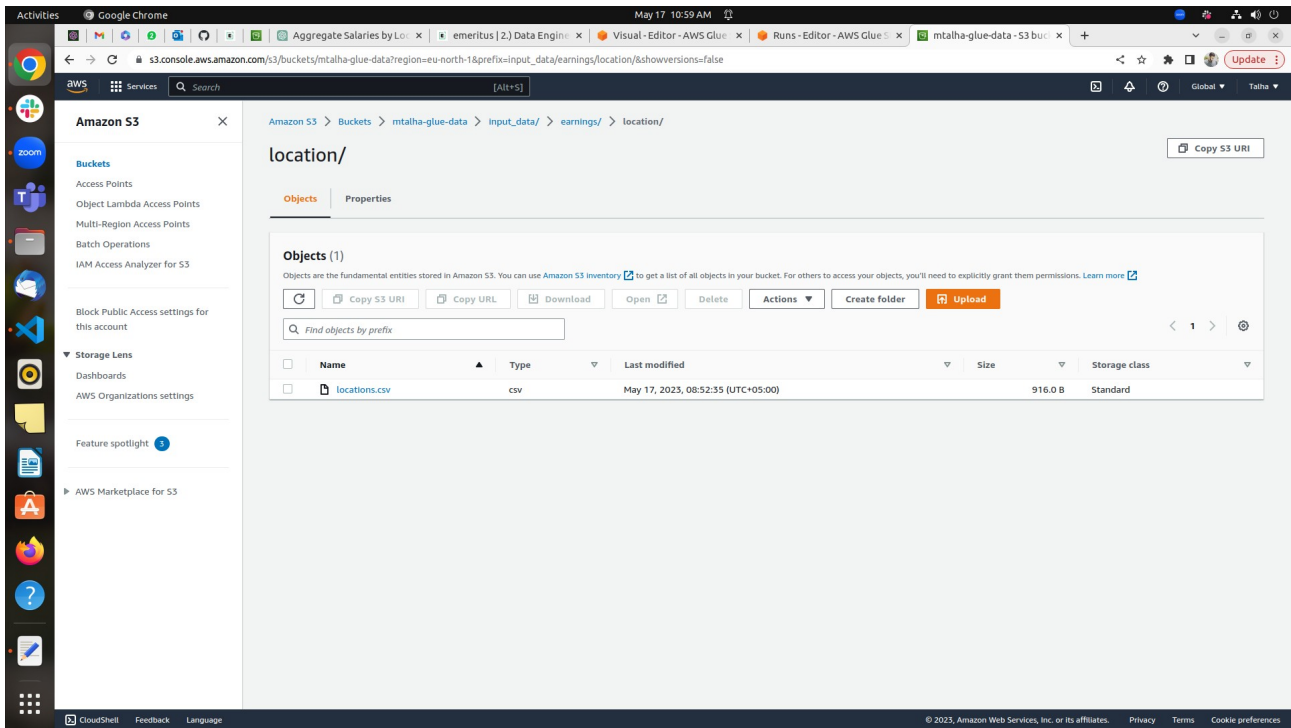 Activities
Google Chrome
May 17 10:59 AM
Aggregate Salaries by Loc
emeritus | 2.) Data Engine
Visual - Editor - AWS Glue
Runs - Editor - AWS Glue S
mtalha-glue-data - S3 buc
s3.console.aws.amazon.com/s3/buckets/mtalha-glue-data?region=eu-north-1&prefix=input_data/earnings/location/&showversions=false
Update
aws
Services
Search
[Alt+S]
Global
Talha
Amazon S3
Buckets
Access Points
Object Lambda Access Points
Multi-Region Access Points
Batch Operations
IAM Access Analyzer for S3
Block Public Access settings for
this account
Storage Lens
Dashboards
AWS Organizations settings
Feature spotlight 3
AWS Marketplace for S3
Amazon S3 > Buckets > mtalha-glue-data > input_data/ > earnings/ > location/
location/
Copy S3 URI
Objects
Properties
Objects (1)
Objects are the fundamental entities stored in Amazon S3. You can use Amazon S3 inventory to get a list of all objects in your bucket. For others to access your objects, you'll need to explicitly grant them permissions. Learn more
Copy S3 URI
Copy URL
Download
Open
Delete
Actions
Create folder
Upload
Find objects by prefix
1
Name
Type
Last modified
Size
Storage class
locations.csv
csv
May 17, 2023, 08:52:35 (UTC+05:00)
916.0 B
Standard
zoom
CloudShell
Feedback
Language
© 2023, Amazon Web Services, Inc. or its affiliates.
Privacy
Terms
Cookie preferences